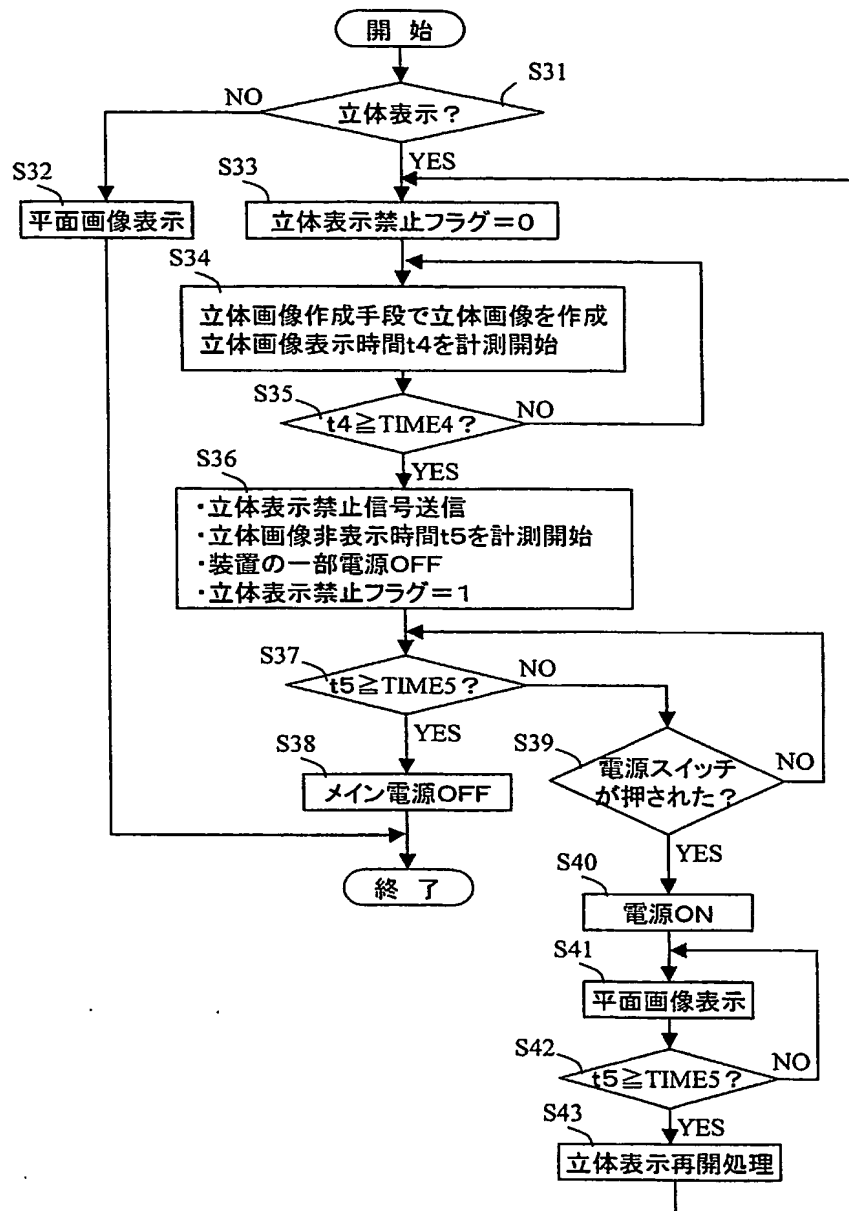 開 始
S31
立体表示?
NO
YES
S32
平面画像表示
S33
立体表示禁止フラグ=0
S34
立体画像作成手段で立体画像を作成
立体画像表示時間t4を計測開始
S35
t4≧TIME4?
NO
YES
S36
・立体表示禁止信号送信
・立体画像非表示時間t5を計測開始
・装置の一部電源OFF
・立体表示禁止フラグ=1
S37
t5≧TIME5?
NO
YES
S38
メイン電源OFF
終 了
S39
電源スイッチ
が押された?
NO
YES
S40
電源ON
S41
平面画像表示
S42
t5≧TIME5?
NO
YES
S43
立体表示再開処理